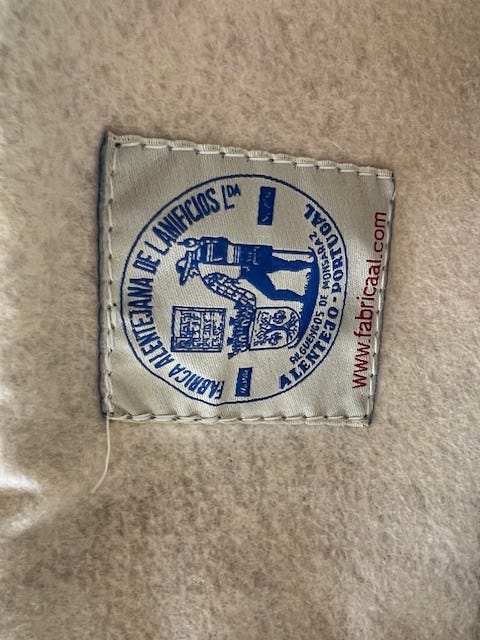 FABRICA ALENTEJANA DE LANIFICIOS LDA
REGUENGOS DE MONSARAZ
ALENTEJO·PORTUGAL
www.fabricaal.com